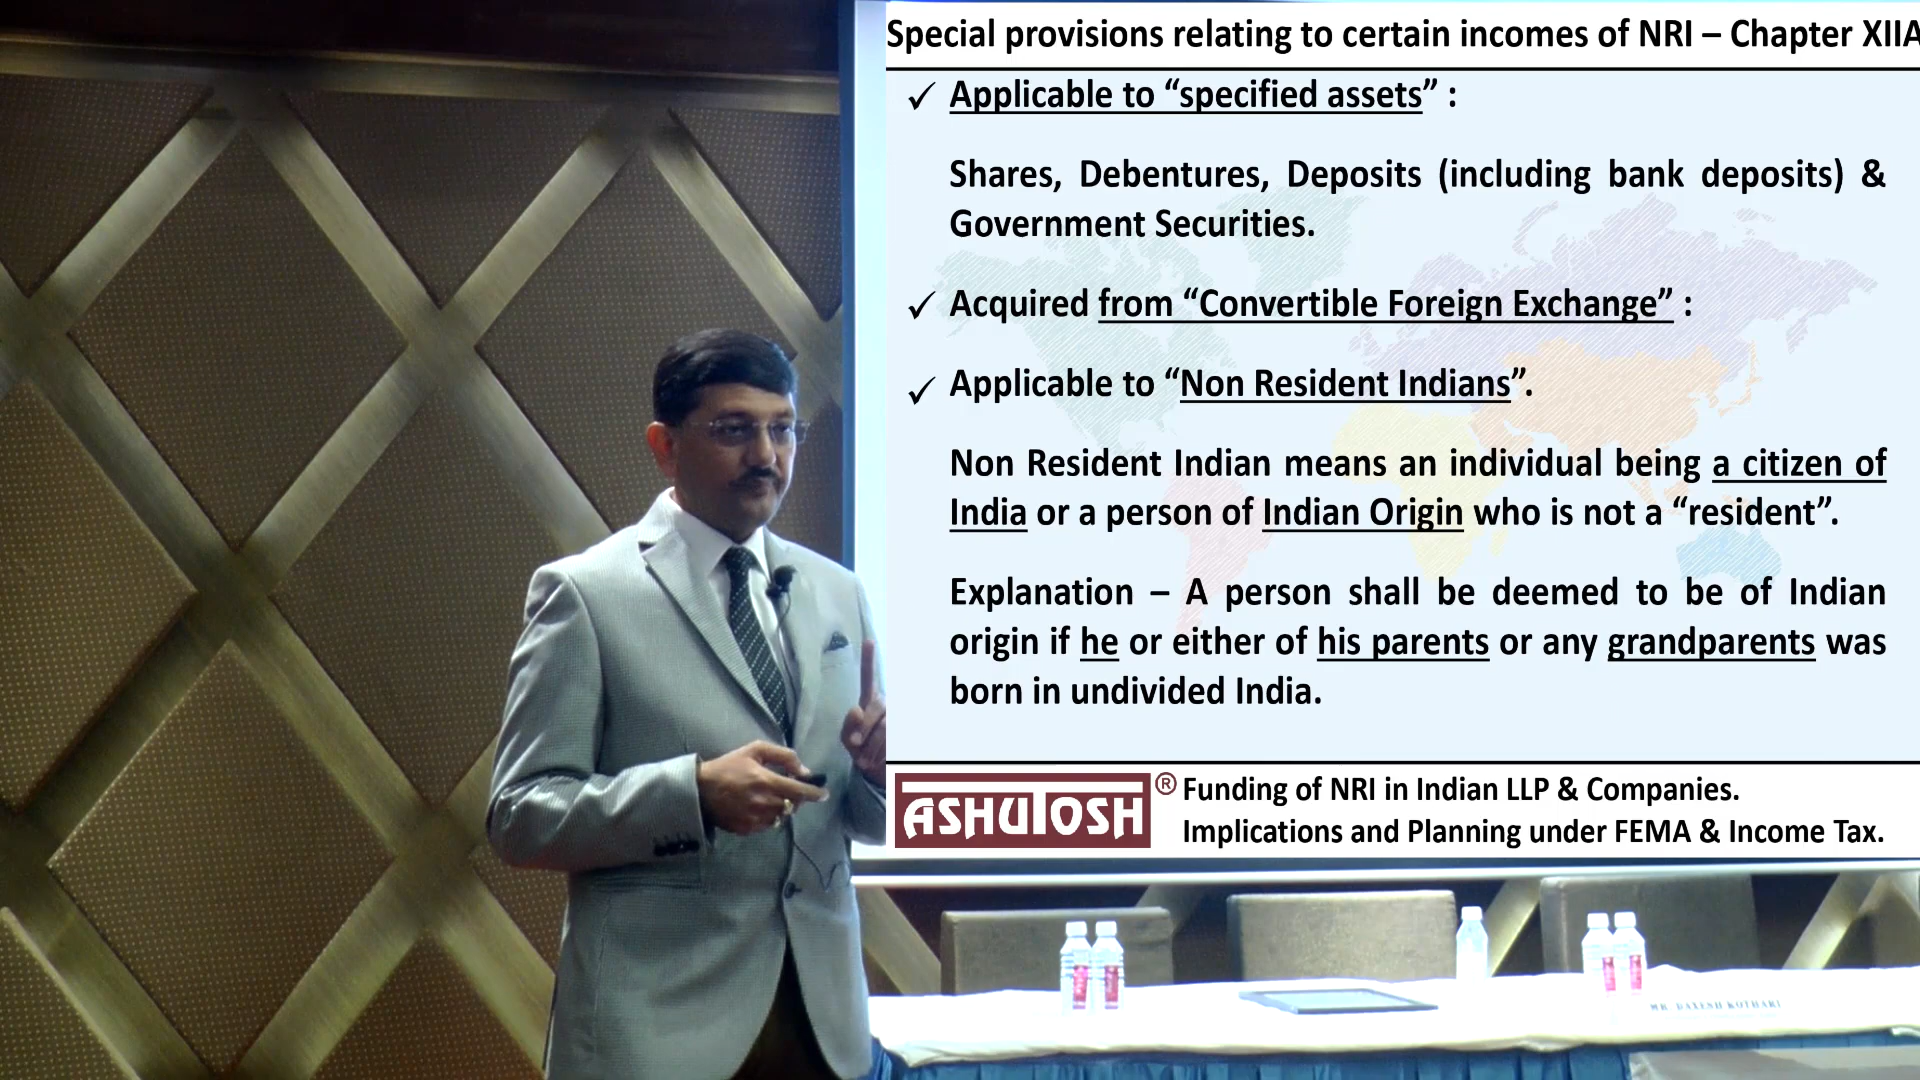 Special provisions relating to certain incomes of NRI – Chapter XIIA
✓ Applicable to “specified assets” :
Shares, Debentures, Deposits (including bank deposits) &
Government Securities.
✓ Acquired from “Convertible Foreign Exchange” :
✓ Applicable to “Non Resident Indians”.
Non Resident Indian means an individual being a citizen of
India or a person of Indian Origin who is not a “resident”.
Explanation – A person shall be deemed to be of Indian
origin if he or either of his parents or any grandparents was
born in undivided India.
ASHUTOSH ®
Funding of NRI in Indian LLP & Companies.
Implications and Planning under FEMA & Income Tax.
MR. DAXESH KOTHARI